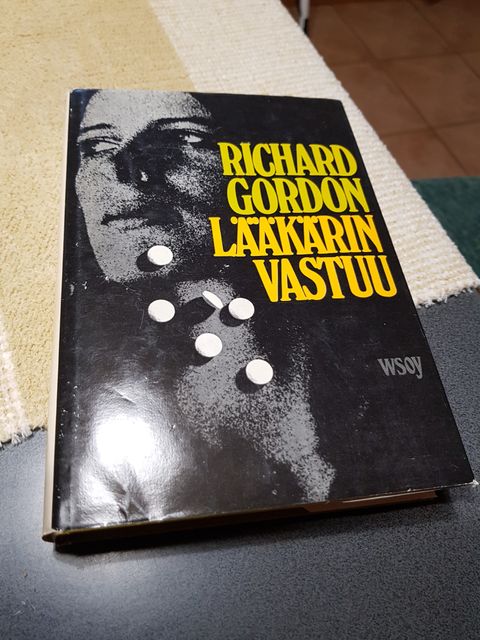 RICHARD
GORDON
LÄÄKÄRIN
VASTUU
wsoy